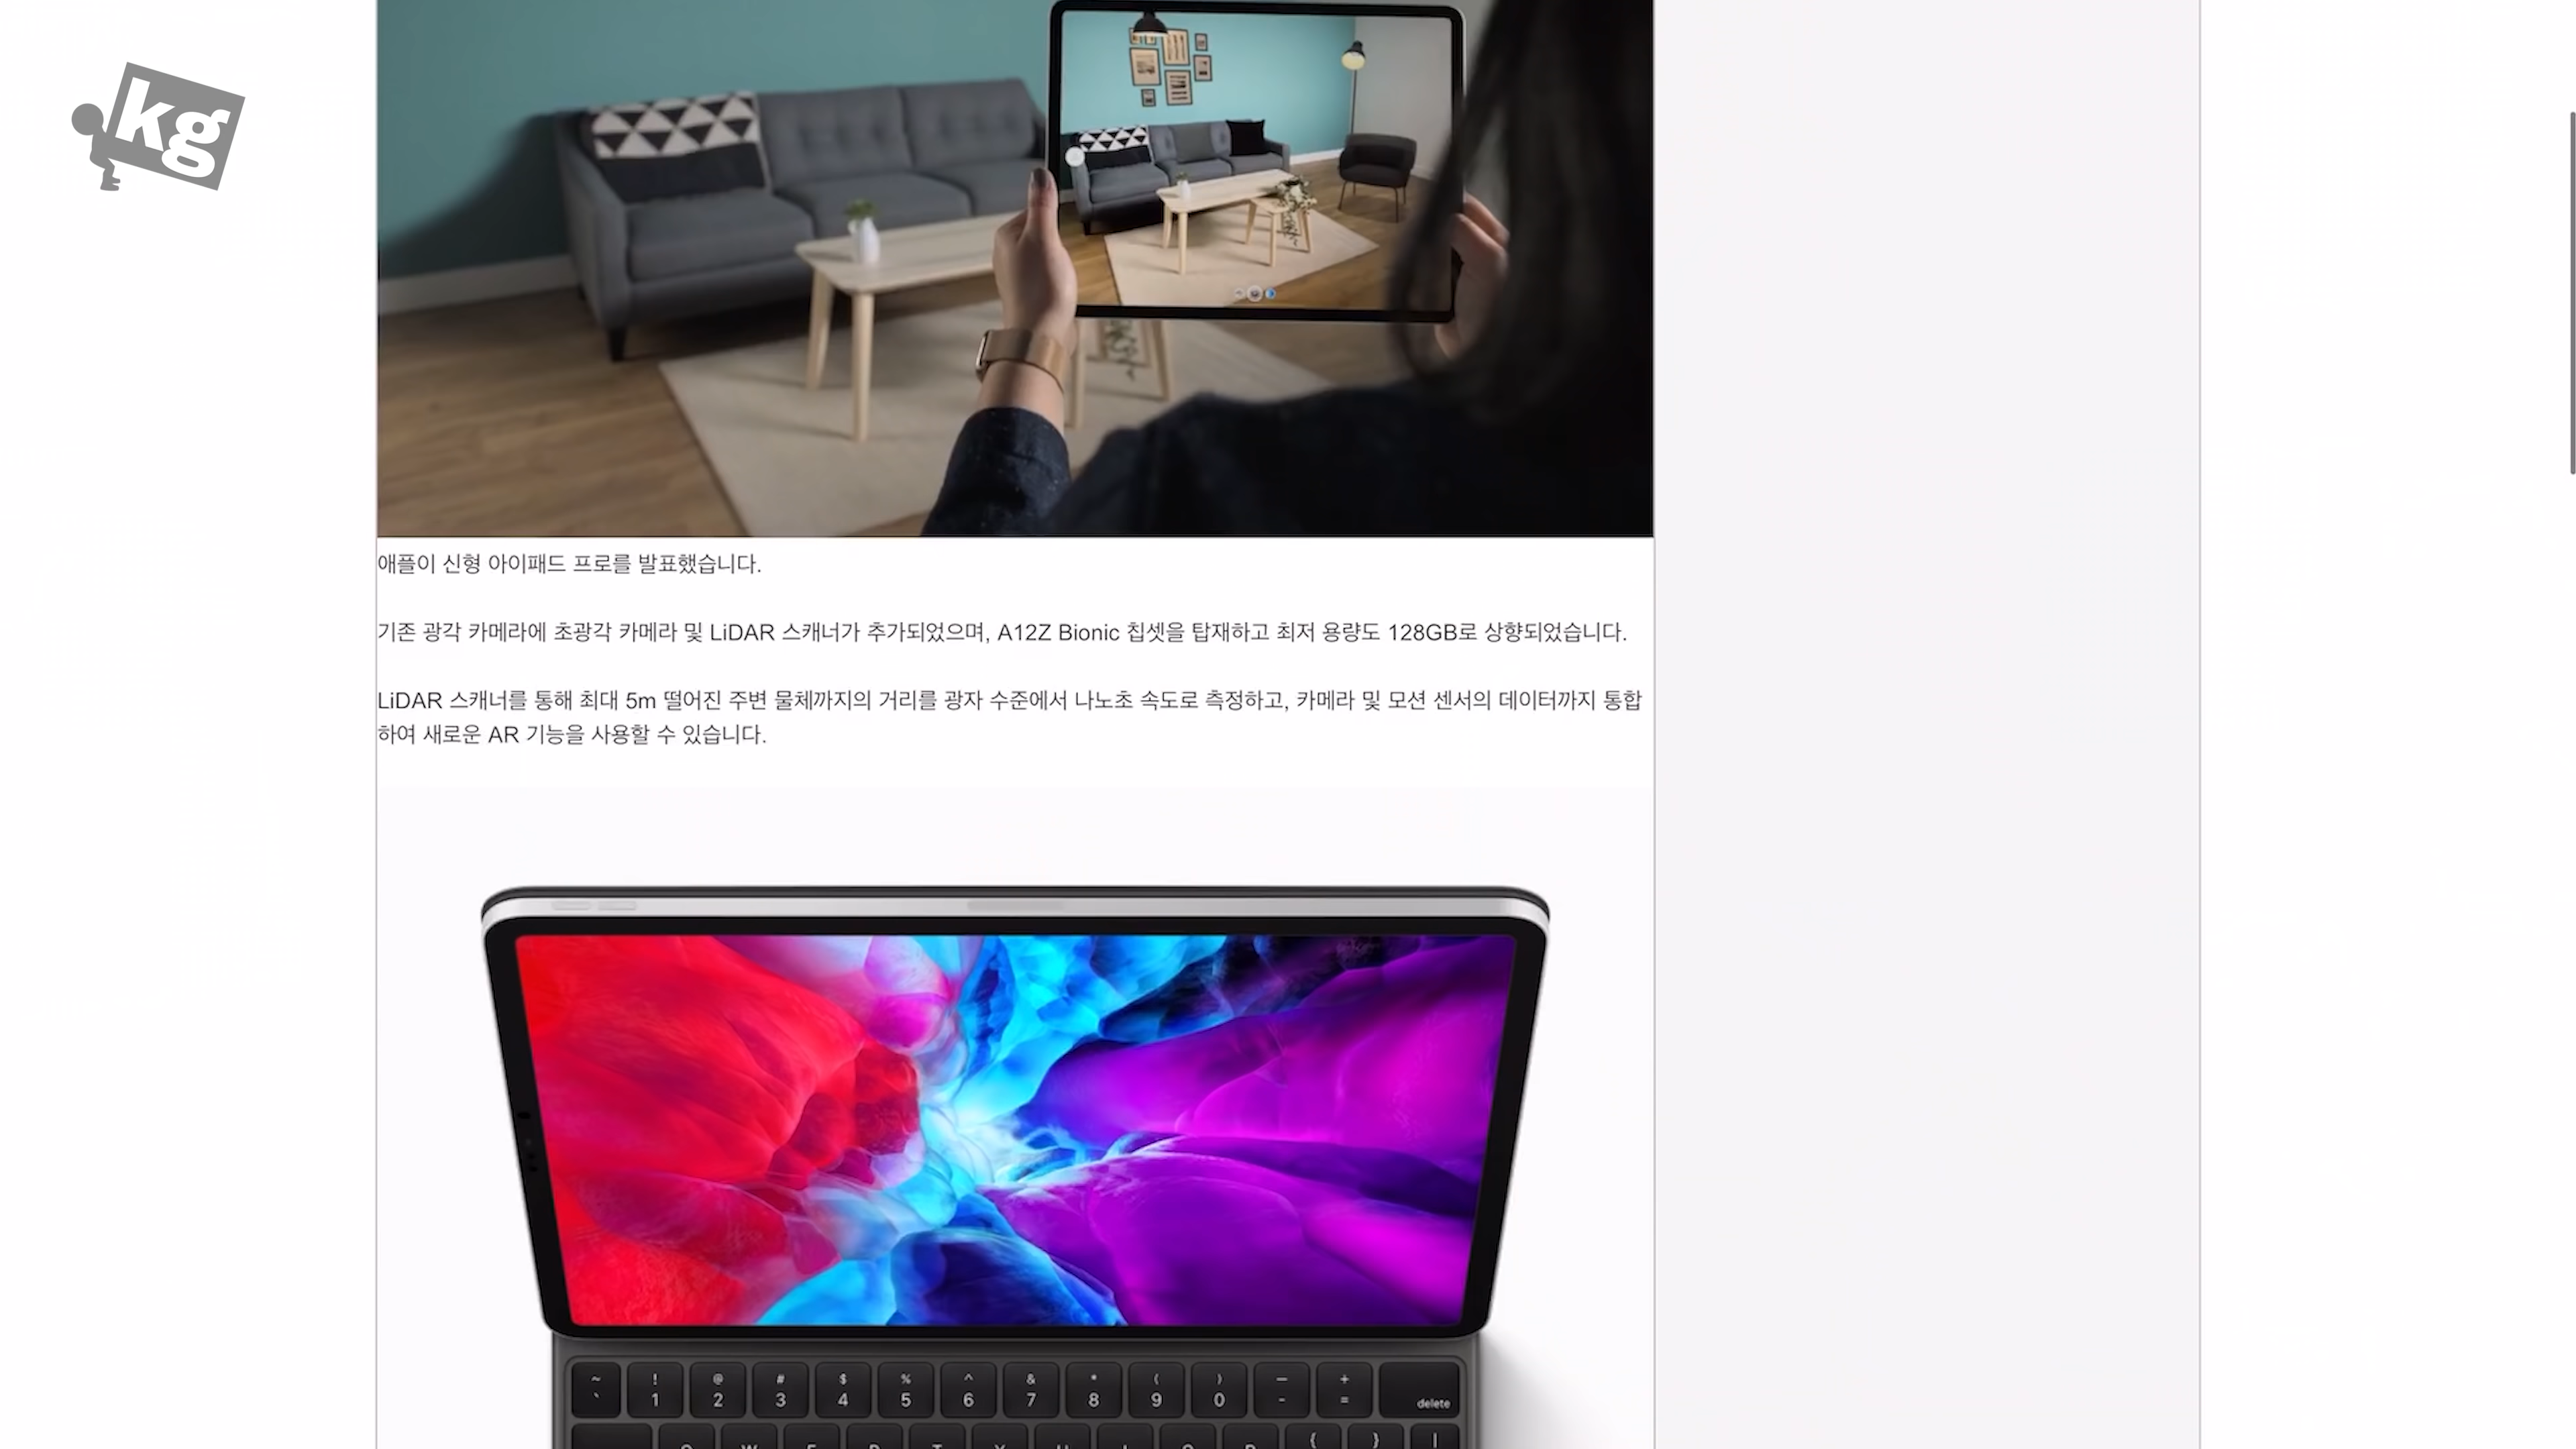 kg
애플이 신형 아이패드 프로를 발표했습니다.
기존 광각 카메라에 초광각 카메라 및 LiDAR 스캐너가 추가되었으며, A12Z Bionic 칩셋을 탑재하고 최저 용량도 128GB로 상향되었습니다.
LiDAR 스캐너를 통해 최대 5m 떨어진 주변 물체까지의 거리를 광자 수준에서 나노초 속도로 측정하고, 카메라 및 모션 센서의 데이터까지 통합
하여 새로운 AR 기능을 사용할 수 있습니다.
~ ! @ # $ % ^ & * ( ) — +
` 1 2 3 4 5 6 7 8 9 0 - = delete
{ }